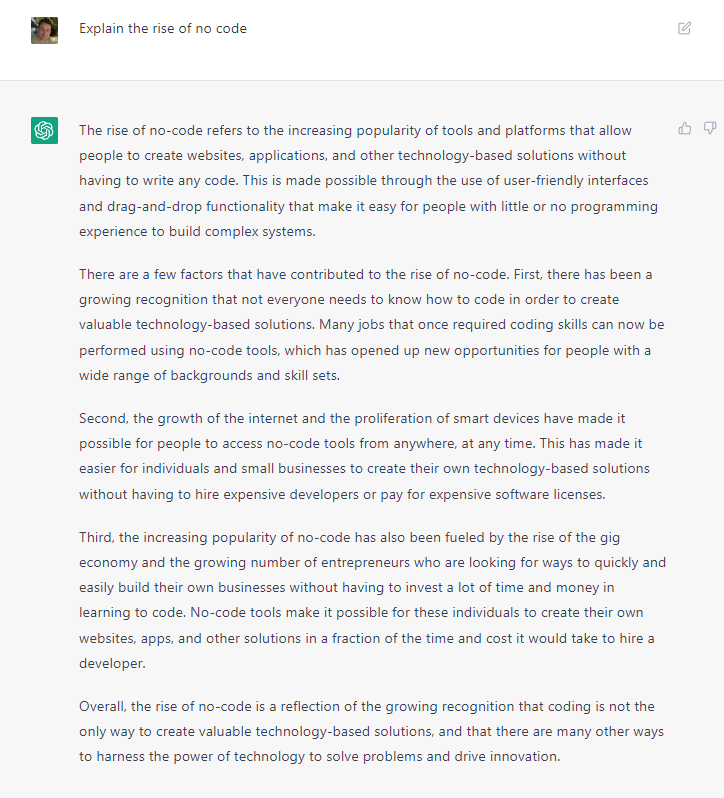 Explain the rise of no code
The rise of no-code refers to the increasing popularity of tools and platforms that allow
people to create websites, applications, and other technology-based solutions without
having to write any code. This is made possible through the use of user-friendly interfaces
and drag-and-drop functionality that make it easy for people with little or no programming
experience to build complex systems.
There are a few factors that have contributed to the rise of no-code. First, there has been a
growing recognition that not everyone needs to know how to code in order to create
valuable technology-based solutions. Many jobs that once required coding skills can now be
performed using no-code tools, which has opened up new opportunities for people with a
wide range of backgrounds and skill sets.
Second, the growth of the internet and the proliferation of smart devices have made it
possible for people to access no-code tools from anywhere, at any time. This has made it
easier for individuals and small businesses to create their own technology-based solutions
without having to hire expensive developers or pay for expensive software licenses.
Third, the increasing popularity of no-code has also been fueled by the rise of the gig
economy and the growing number of entrepreneurs who are looking for ways to quickly and
easily build their own businesses without having to invest a lot of time and money in
learning to code. No-code tools make it possible for these individuals to create their own
websites, apps, and other solutions in a fraction of the time and cost it would take to hire a
developer.
Overall, the rise of no-code is a reflection of the growing recognition that coding is not the
only way to create valuable technology-based solutions, and that there are many other ways
to harness the power of technology to solve problems and drive innovation.